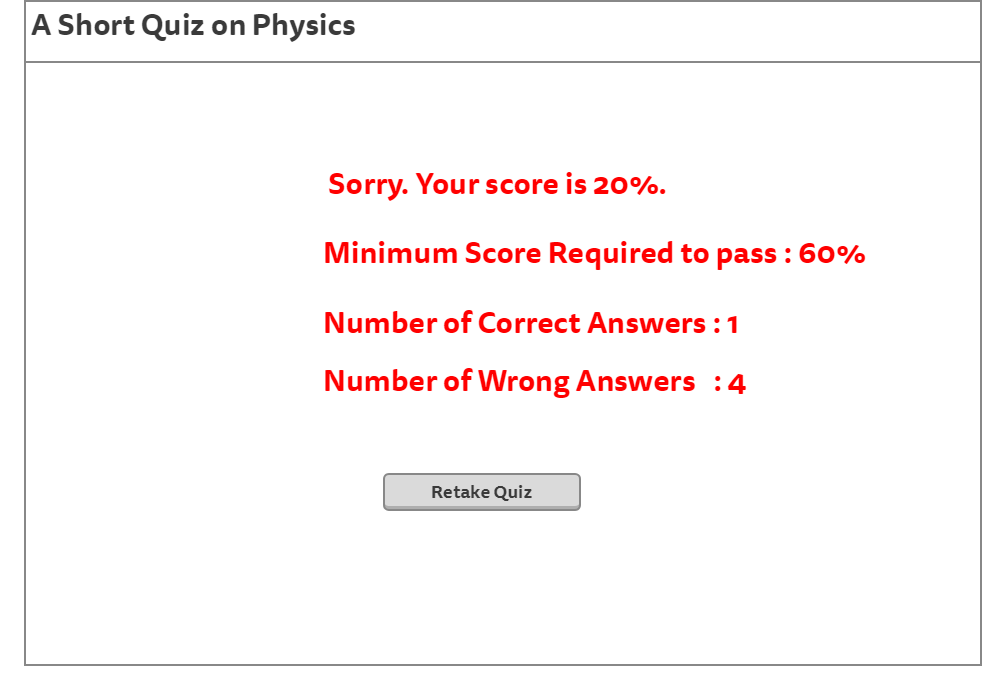 A Short Quiz on Physics
Sorry. Your score is 20%.
Minimum Score Required to pass : 60%
Number of Correct Answers : 1
Number of Wrong Answers : 4
Retake Quiz